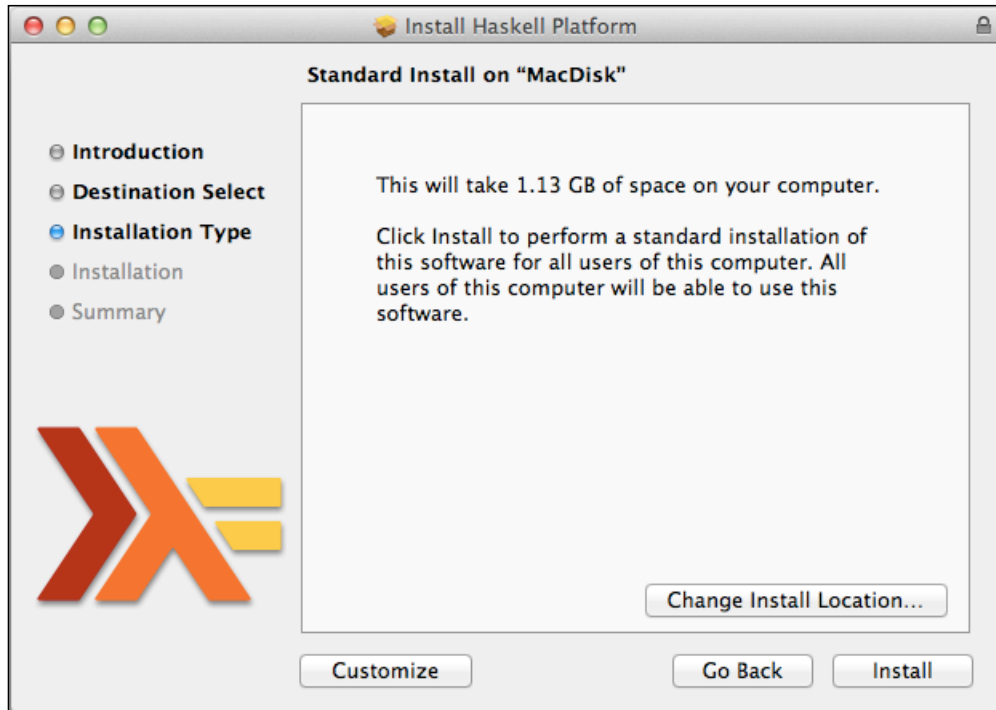 Install Haskell Platform
Standard Install on “MacDisk"
Introduction
Destination Select
Installation Type
Installation
Summary
This will take 1.13 GB of space on your computer.
Click Install to perform a standard installation of
this software for all users of this computer. All
users of this computer will be able to use this
software.
Change Install Location...
Customize
Go Back
Install